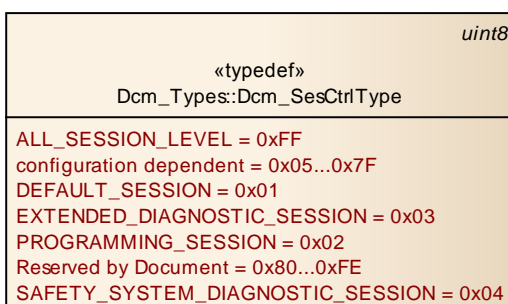 uint8
«typedef»
Dcm_Types::Dcm_SesCtrlType
ALL_SESSION_LEVEL = 0xFF
configuration dependent = 0x05...0x7F
DEFAULT_SESSION = 0x01
EXTENDED_DIAGNOSTIC_SESSION = 0x03
PROGRAMMING_SESSION = 0x02
Reserved by Document = 0x80...0xFE
SAFETY_SYSTEM_DIAGNOSTIC_SESSION = 0x04